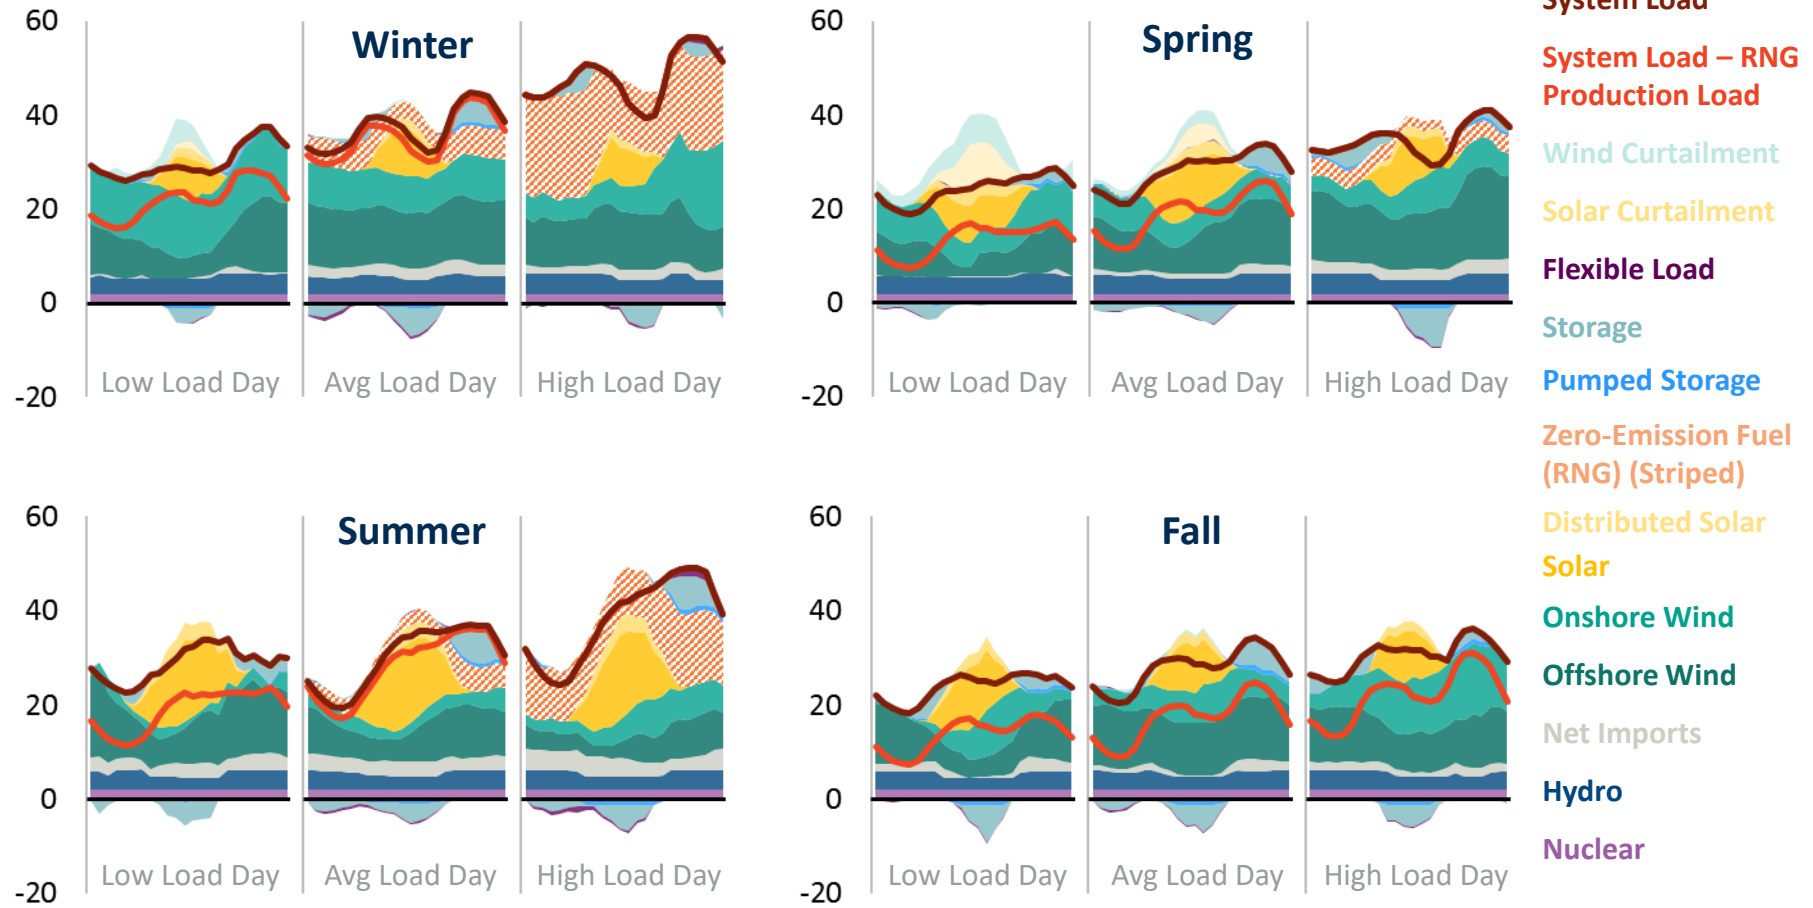 60
40
20
0
-20
Winter
Low Load Day
Avg Load Day
High Load Day
60
40
20
0
-20
Spring
Low Load Day
Avg Load Day
High Load Day
60
40
20
0
-20
Summer
Low Load Day
Avg Load Day
High Load Day
60
40
20
0
-20
Fall
Low Load Day
Avg Load Day
High Load Day
System Load
System Load – RNG
Production Load
Wind Curtailment
Solar Curtailment
Flexible Load
Storage
Pumped Storage
Zero-Emission Fuel
(RNG) (Striped)
Distributed Solar
Solar
Onshore Wind
Offshore Wind
Net Imports
Hydro
Nuclear